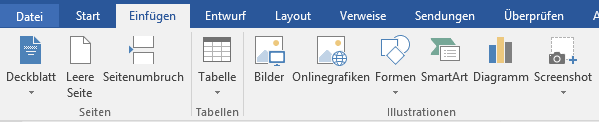 Datei Start Einfügen Entwurf Layout Verweise Sendungen Überprüfen
Deckblatt Leere Seite Seitenumbruch Tabelle Bilder Onlinegrafiken Formen SmartArt Diagramm Screenshot
Seiten Tabellen Illustrationen